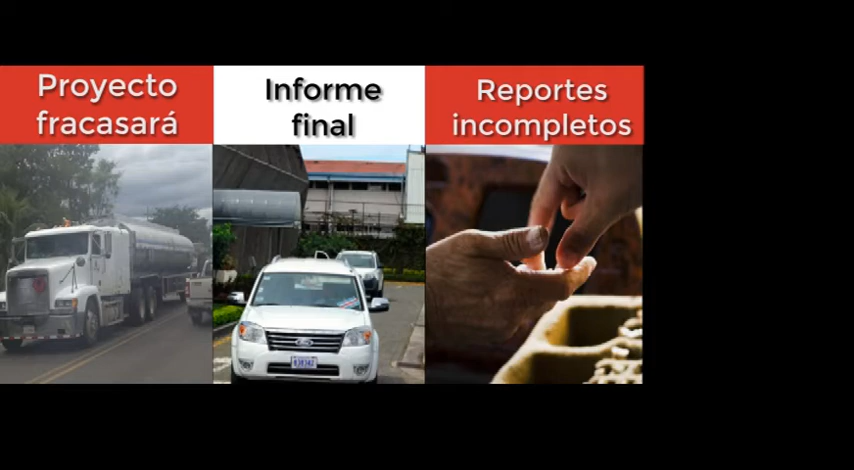 Proyecto
fracasará
Informe
final
Reportes
incompletos